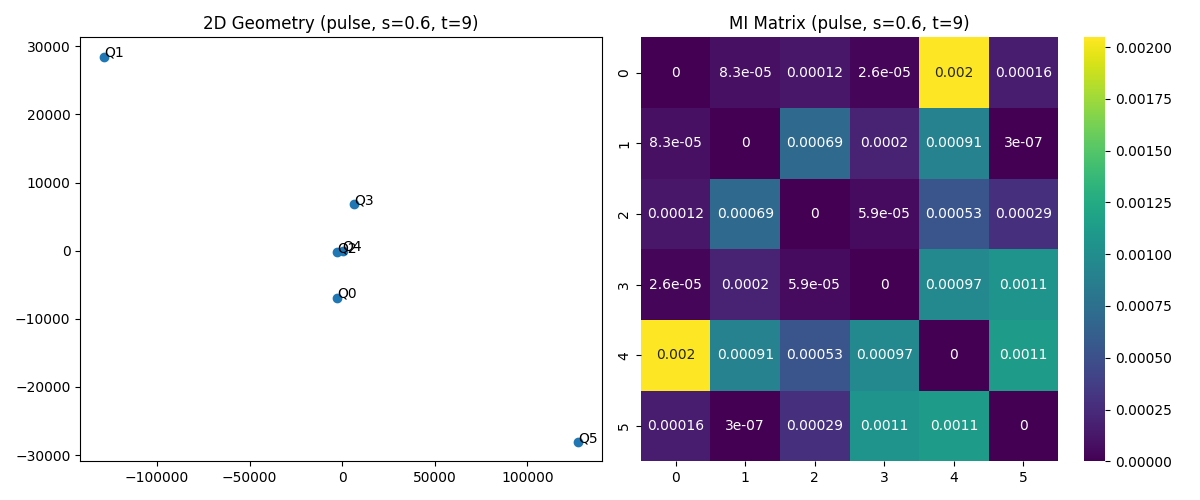 2D Geometry (pulse, s=0.6, t=9)
30000
20000
10000
0
−10000
−20000
−30000
−100000 −50000 0 50000 100000
Q1
Q3
Q4
Q2
Q0
Q5
MI Matrix (pulse, s=0.6, t=9)
0 0 8.3e-05 0.00012 2.6e-05 0.002 0.00016
1 8.3e-05 0 0.00069 0.0002 0.00091 3e-07
2 0.00012 0.00069 0 5.9e-05 0.00053 0.00029
3 2.6e-05 0.0002 5.9e-05 0 0.00097 0.0011
4 0.002 0.00091 0.00053 0.00097 0 0.0011
5 0.00016 3e-07 0.00029 0.0011 0.0011 0
0 1 2 3 4 5
0.00200
0.00175
0.00150
0.00125
0.00100
0.00075
0.00050
0.00025
0.00000